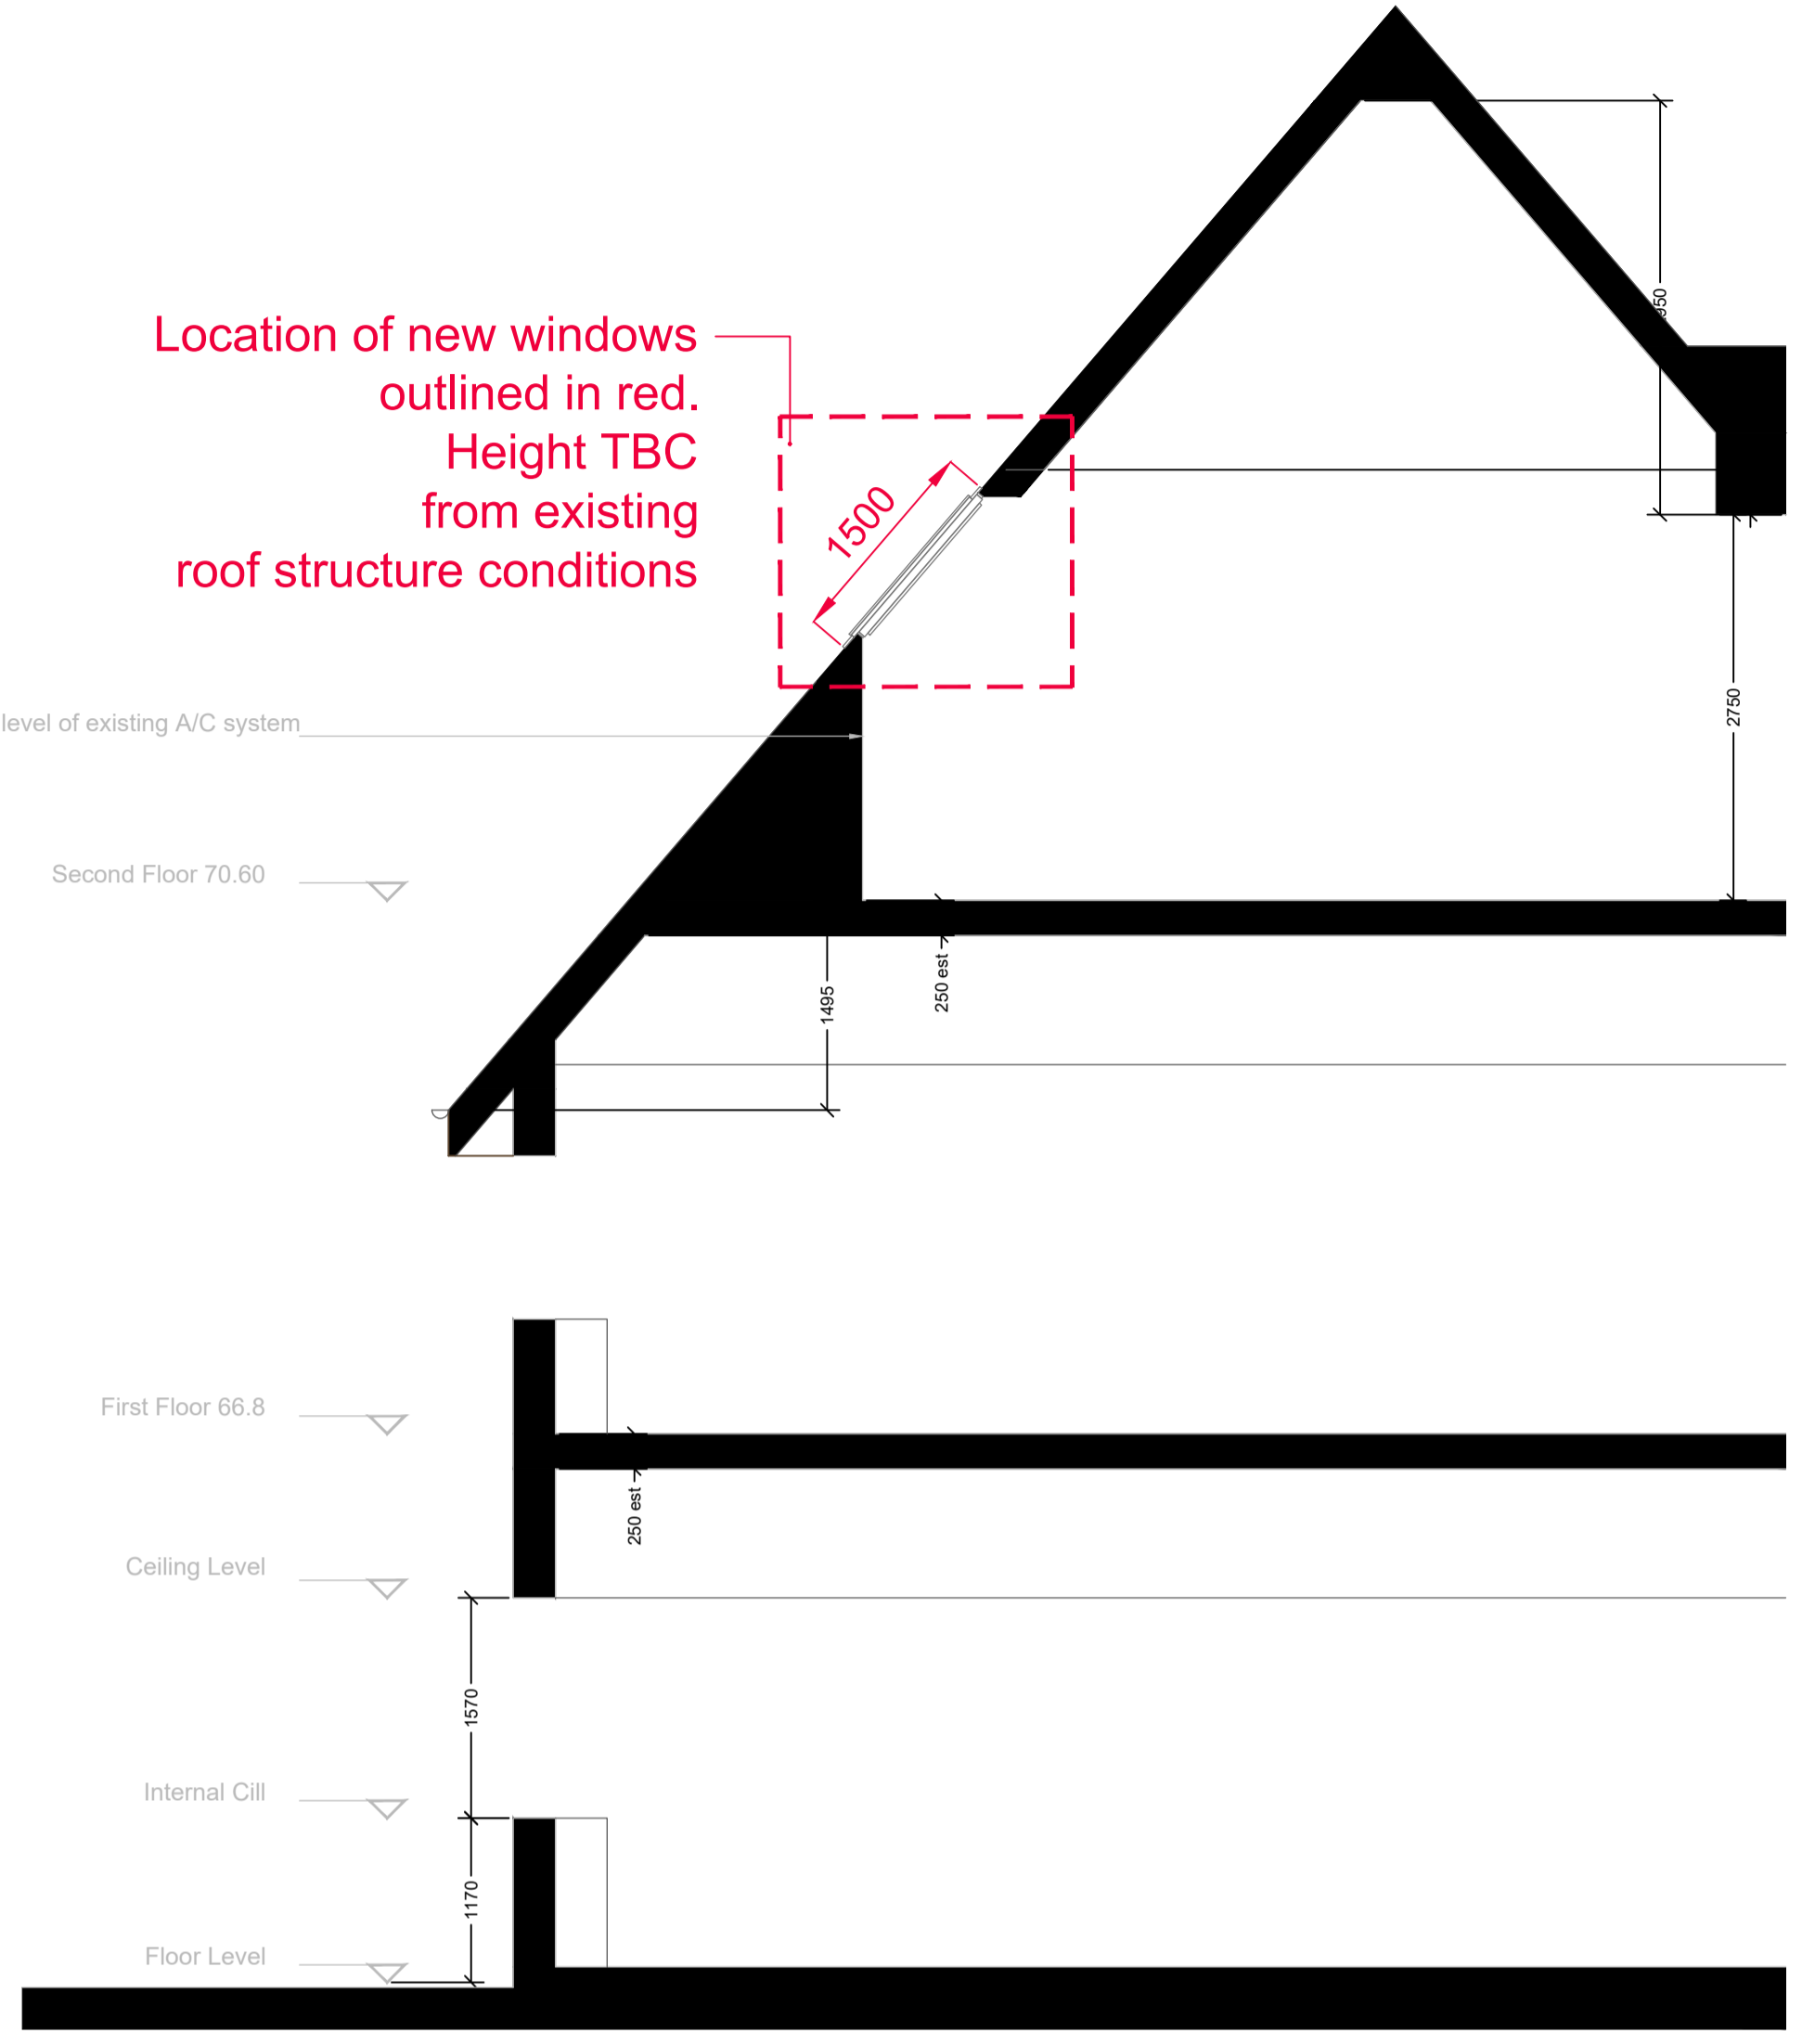 Location of new windows
outlined in red.
Height TBC
from existing
roof structure conditions
1500
2750
level of existing A/C system
Second Floor 70.60
250 est
1495
First Floor 66.8
250 est
Ceiling Level
1570
Internal Cill
1170
Floor Level